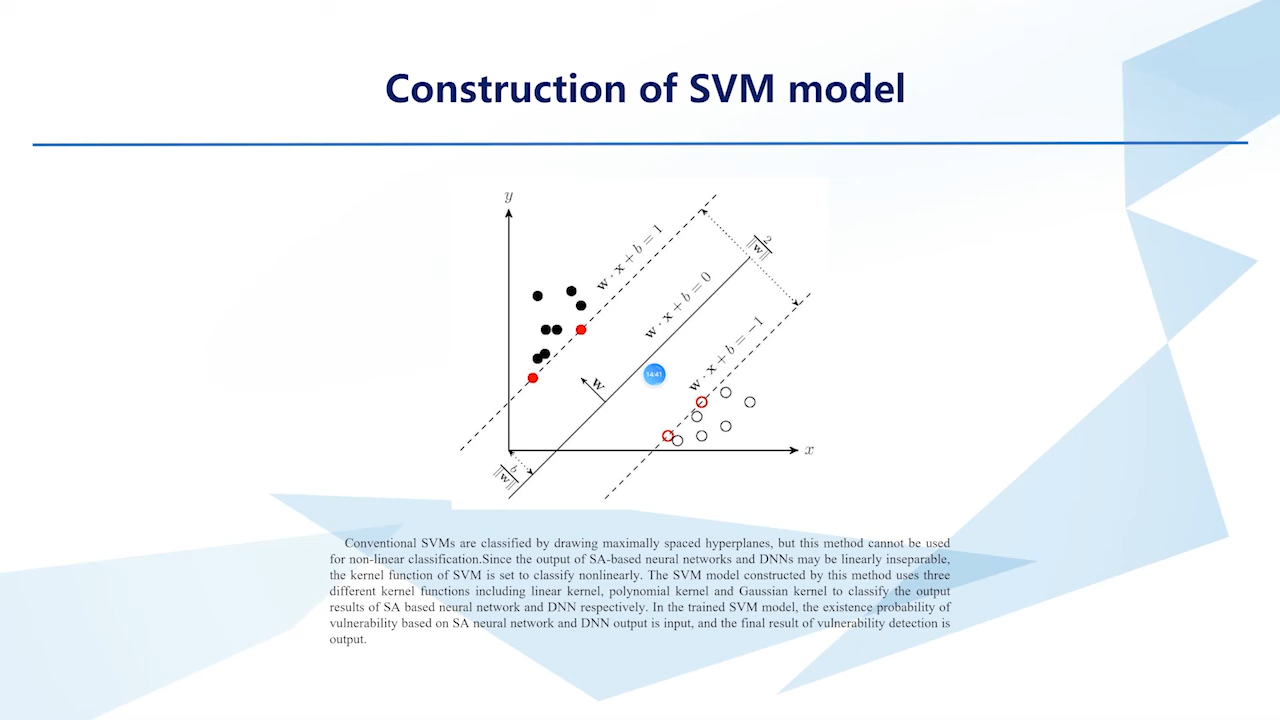 Construction of SVM model
y
w · x + b = 1
2
‖w‖
w · x + b = 0
w · x + b = −1
w
14:41
x
b
‖w‖
Conventional SVMs are classified by drawing maximally spaced hyperplanes, but this method cannot be used
for non-linear classification.Since the output of SA-based neural networks and DNNs may be linearly inseparable,
the kernel function of SVM is set to classify nonlinearly. The SVM model constructed by this method uses three
different kernel functions including linear kernel, polynomial kernel and Gaussian kernel to classify the output
results of SA based neural network and DNN respectively. In the trained SVM model, the existence probability of
vulnerability based on SA neural network and DNN output is input, and the final result of vulnerability detection is
output.